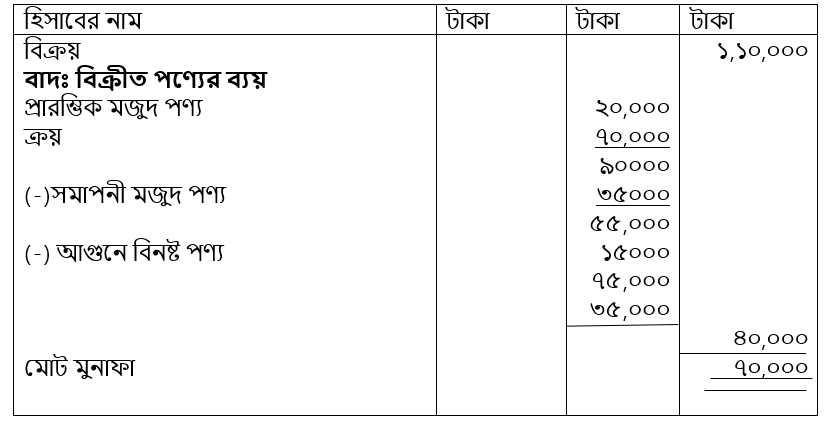 হিসাবের নাম টাকা টাকা টাকা
বিক্রয় ১,১০,০০০
বাদঃ বিক্রীত পণ্যের ব্যয়
প্রারম্ভিক মজুদ পণ্য ২০,০০০
ক্রয় ৭০,০০০
৯০০০০
(-)সমাপনী মজুদ পণ্য ৩৫০০০
৫৫,০০০
(-) আগুনে বিনষ্ট পণ্য ১৫০০০
৭৫,০০০
৩৫,০০০
৪০,০০০
মোট মুনাফা ৭০,০০০